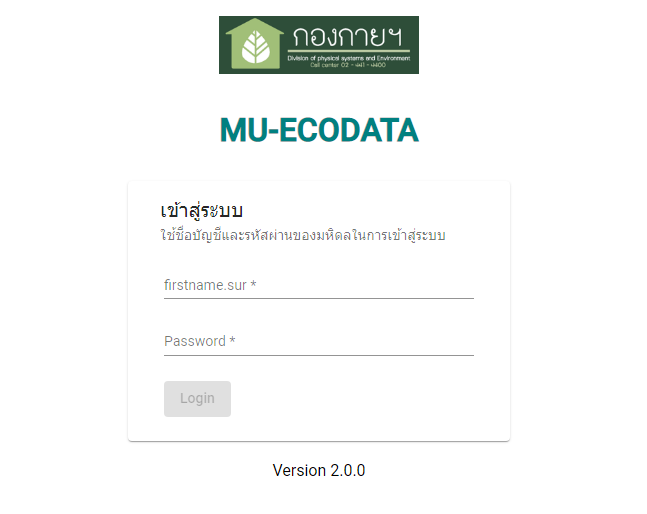 กองกายฯ
Division of physical systems and Environment
Call center 02 - 441 - 4400
MU-ECODATA
เข้าสู่ระบบ
ใช้ชื่อบัญชีและรหัสผ่านของมหิดลในการเข้าสู่ระบบ
firstname.sur *
Password *
Login
Version 2.0.0